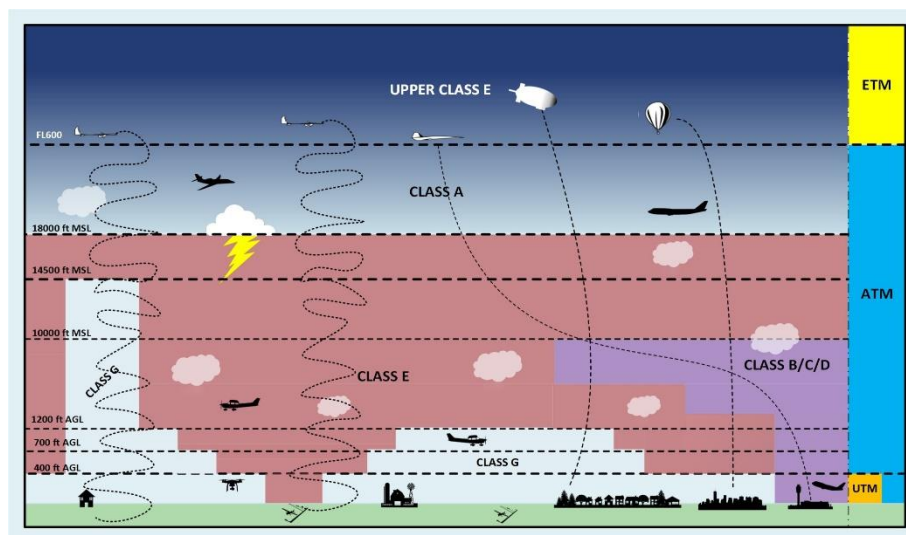 UPPER CLASS E
ETM
FL600
CLASS A
18000 ft MSL
14500 ft MSL
ATM
10000 ft MSL
CLASS B/C/D
CLASS G
CLASS E
1200 ft AGL
700 ft AGL
CLASS G
400 ft AGL
UTM